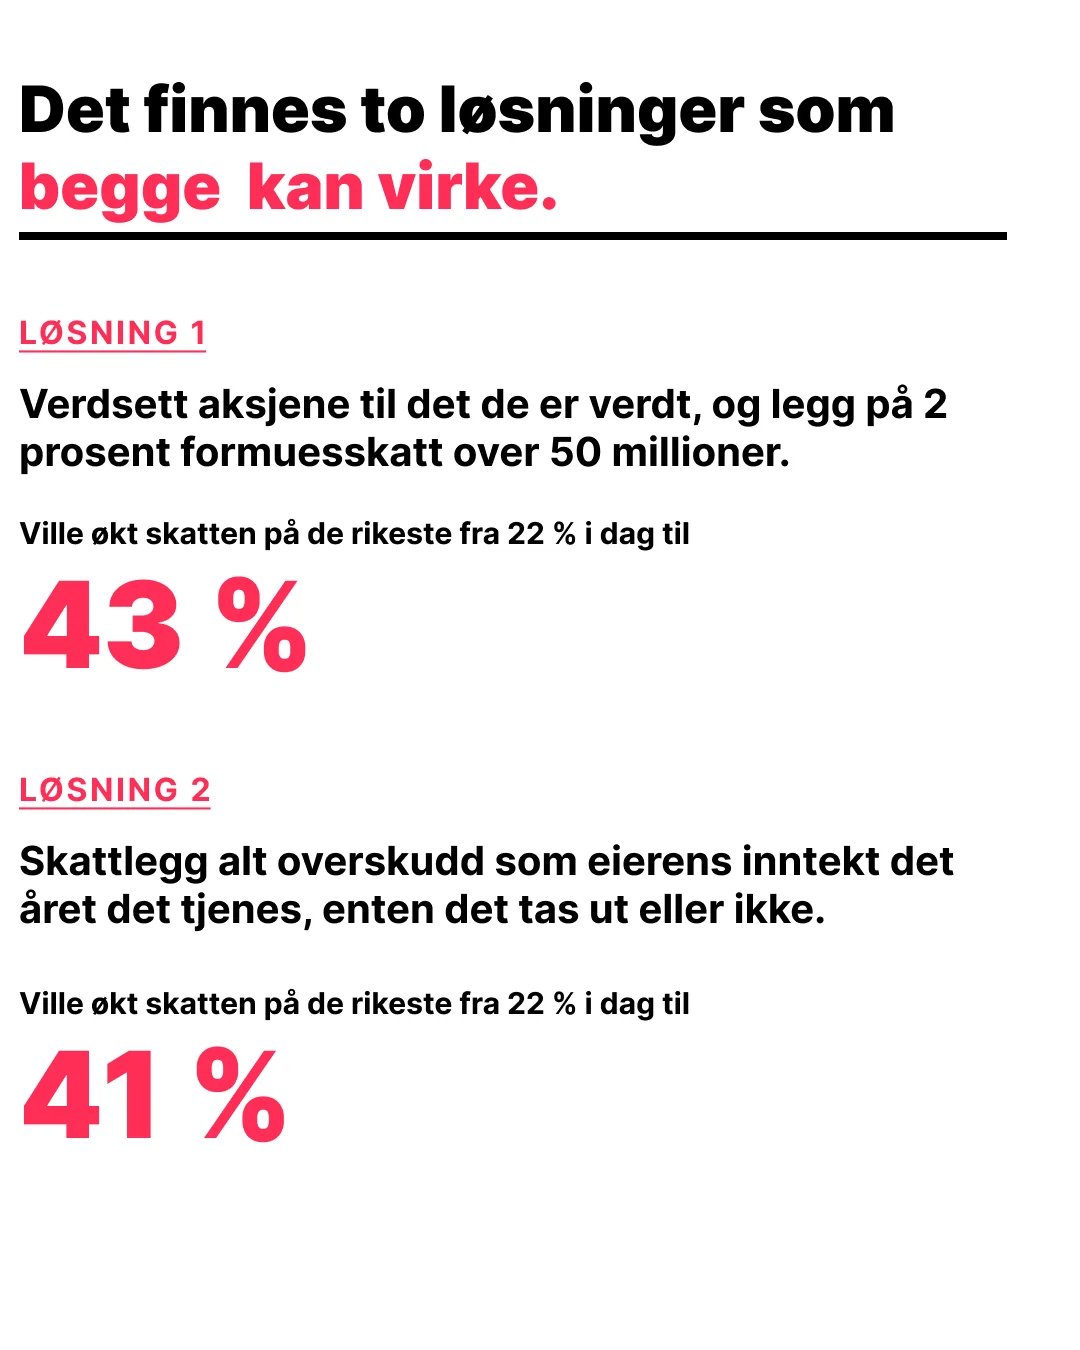 Det finnes to løsninger som
begge kan virke.
LØSNING 1
Verdsett aksjene til det de er verdt, og legg på 2
prosent formuesskatt over 50 millioner.
Ville økt skatten på de rikeste fra 22 % i dag til
43 %
LØSNING 2
Skattlegg alt overskudd som eierens inntekt det
året det tjenes, enten det tas ut eller ikke.
Ville økt skatten på de rikeste fra 22 % i dag til
41 %